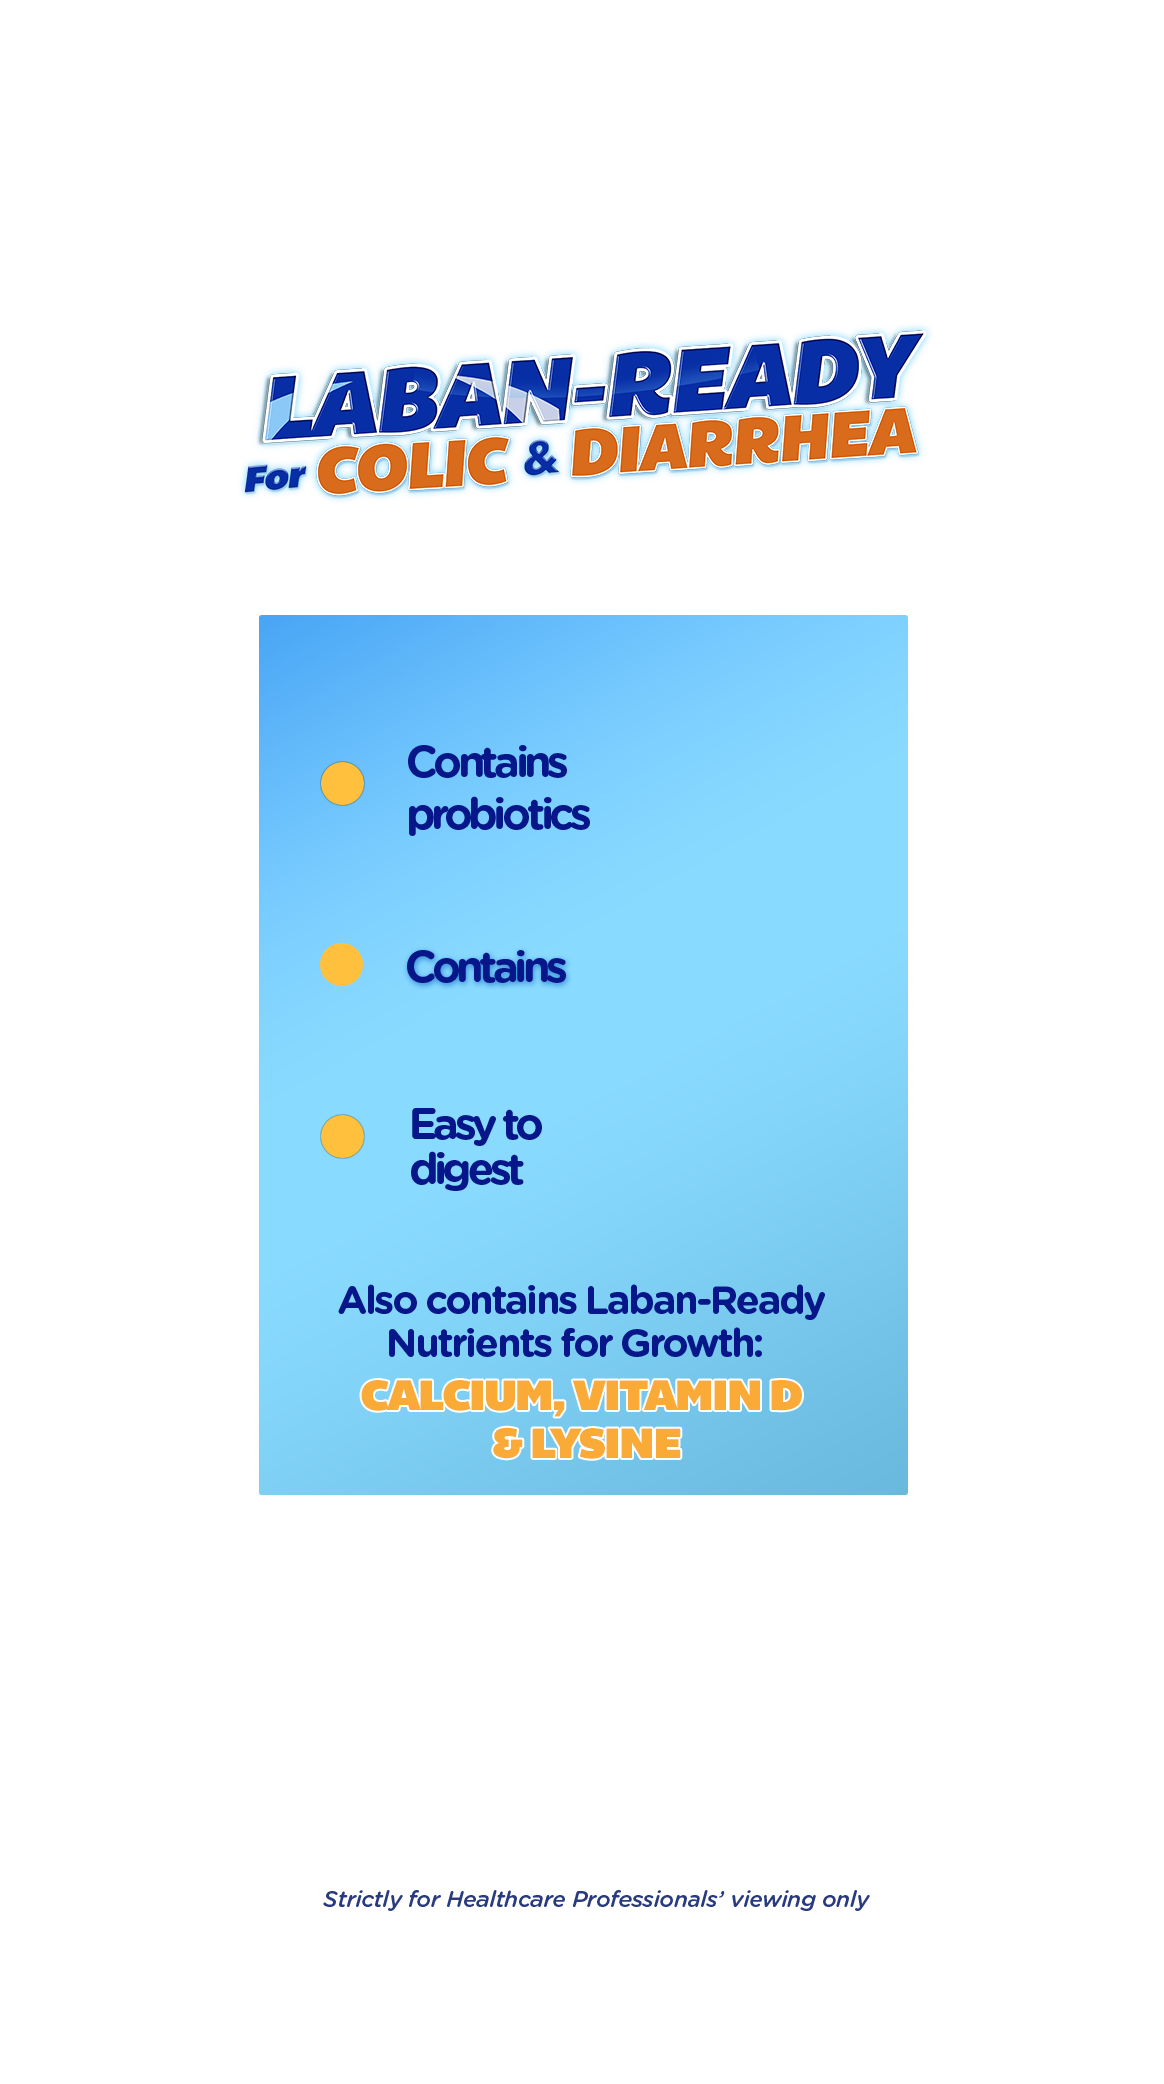 LABAN-READY
For COLIC & DIARRHEA
Contains
probiotics
Contains
Easy to
digest
Also contains Laban-Ready
Nutrients for Growth:
CALCIUM, VITAMIN D
& LYSINE
Strictly for Healthcare Professionals’ viewing only